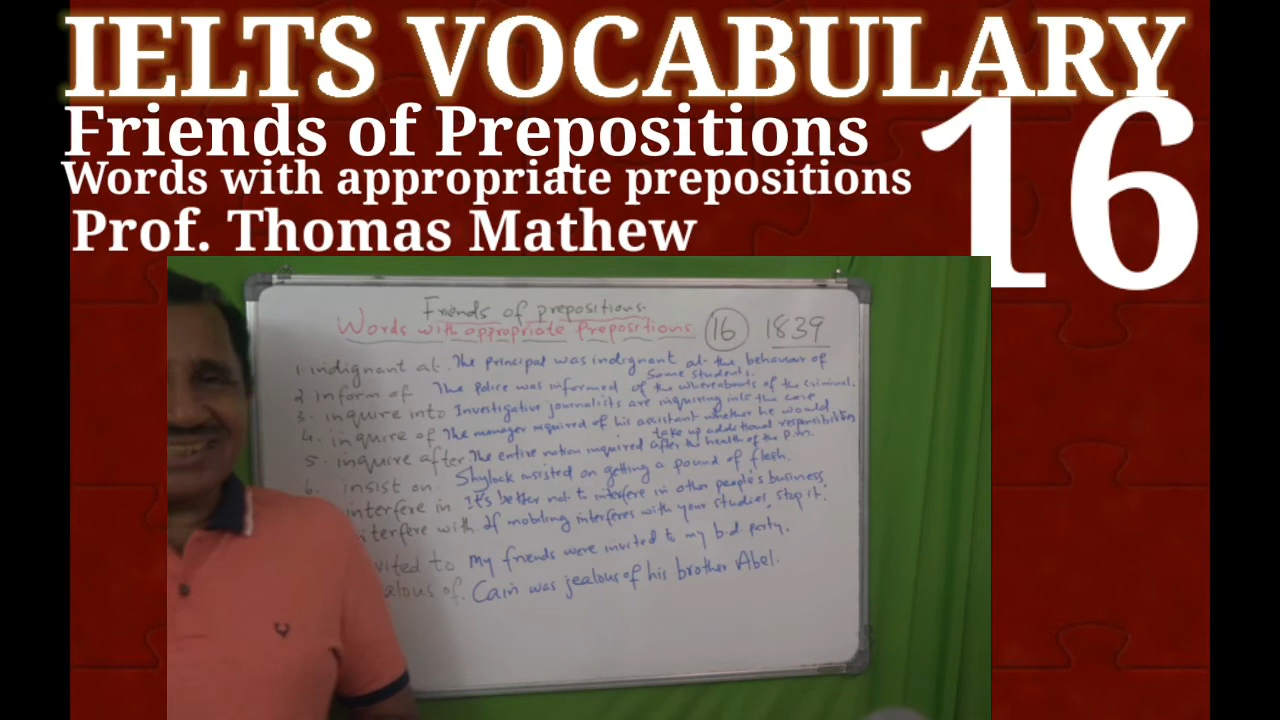 IELTS VOCABULARY
Friends of Prepositions
16
Words with appropriate prepositions
Prof. Thomas Mathew
Friends of prepositions.
Words with appropriate Prepositions 16 1839
1 indignant at. The Principal was indignant at the behaviour of
Some students.
2 inform of The Police was informed of the whereabouts of the Criminal.
3. inquire into Investigative journalists are inquiring into the case
4. inquire of The manager inquired of his assistant whether he would
take up additional responsibilities
5. inquire after The entire nation inquired after the health of the P.M.
6. insist on. Shylock insisted on getting a pound of flesh.
interfere in It's better not to interfere in other people's business
nterfere with. If mobiling interferes with your studies, stop it.
vited to My friends were invited to my b.d. party.
alous of. Cain was jealous of his brother Abel.